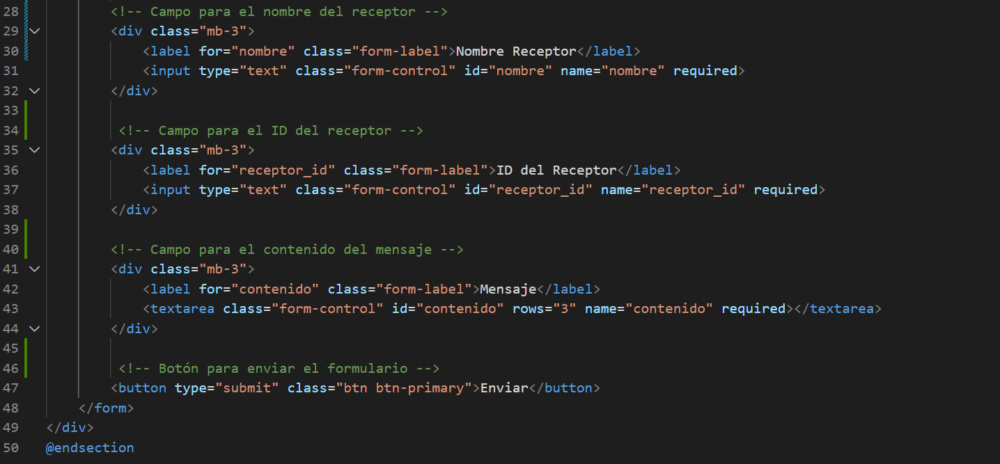 28 <!-- Campo para el nombre del receptor -->
29 <div class="mb-3">
30 <label for="nombre" class="form-label">Nombre Receptor</label>
31 <input type="text" class="form-control" id="nombre" name="nombre" required>
32 </div>
33
34 <!-- Campo para el ID del receptor -->
35 <div class="mb-3">
36 <label for="receptor_id" class="form-label">ID del Receptor</label>
37 <input type="text" class="form-control" id="receptor_id" name="receptor_id" required>
38 </div>
39
40 <!-- Campo para el contenido del mensaje -->
41 <div class="mb-3">
42 <label for="contenido" class="form-label">Mensaje</label>
43 <textarea class="form-control" id="contenido" rows="3" name="contenido" required></textarea>
44 </div>
45
46 <!-- Botón para enviar el formulario -->
47 <button type="submit" class="btn btn-primary">Enviar</button>
48 </form>
49 </div>
50 @endsection